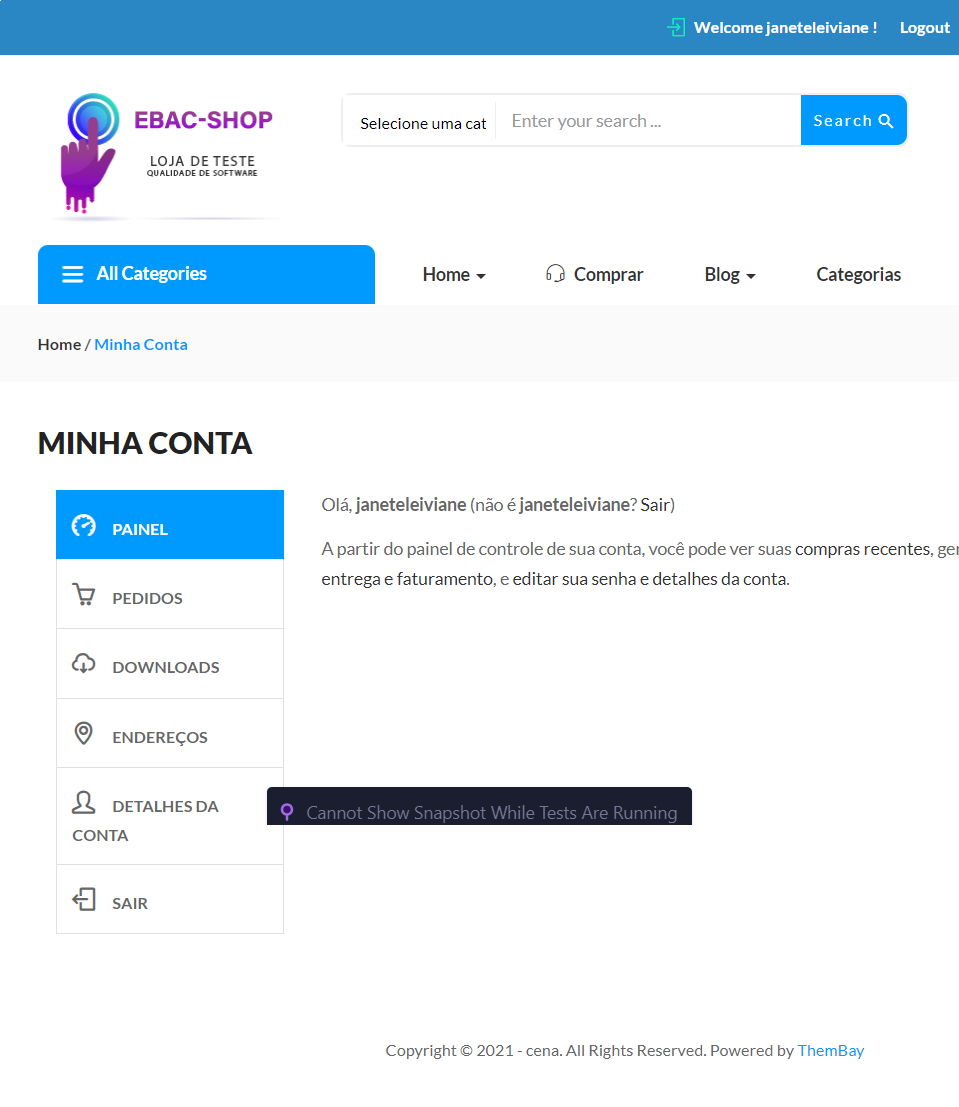 Welcome janeteleiviane ! Logout
EBAC-SHOP
LOJA DE TESTE
QUALIDADE DE SOFTWARE
Selecione uma cat
Enter your search ...
Search
All Categories
Home
Comprar
Blog
Categorias
Home / Minha Conta
MINHA CONTA
PAINEL
PEDIDOS
DOWNLOADS
ENDEREÇOS
DETALHES DA
CONTA
SAIR
Olá, janeteleiviane (não é janeteleiviane? Sair)
A partir do painel de controle de sua conta, você pode ver suas compras recentes, ger
entrega e faturamento, e editar sua senha e detalhes da conta.
Cannot Show Snapshot While Tests Are Running
Copyright © 2021 - cena. All Rights Reserved. Powered by ThemBay